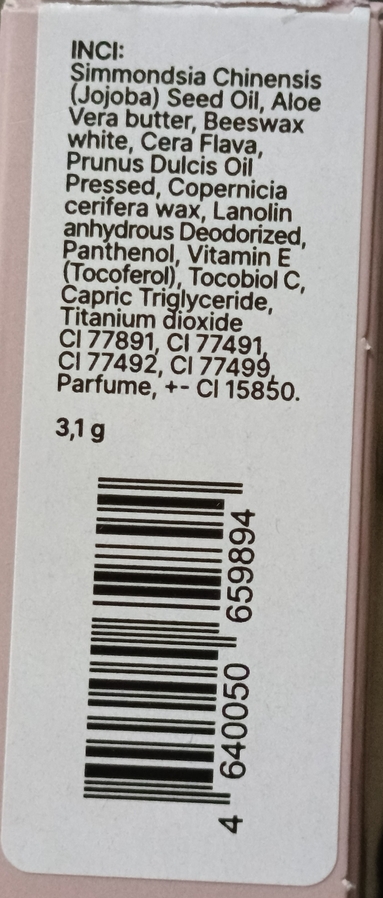 INCI:
Simmondsia Chinensis
(Jojoba) Seed Oil, Aloe
Vera butter, Beeswax
white, Cera Flava,
Prunus Dulcis Oil
Pressed, Copernicia
cerifera wax, Lanolin
anhydrous Deodorized,
Panthenol, Vitamin E
(Tocoferol), Tocobiol C,
Capric Triglyceride,
Titanium dioxide
CI 77891, CI 77491,
CI 77492, CI 77499,
Parfume, +- CI 15850.
3,1 g
4 640050 659894